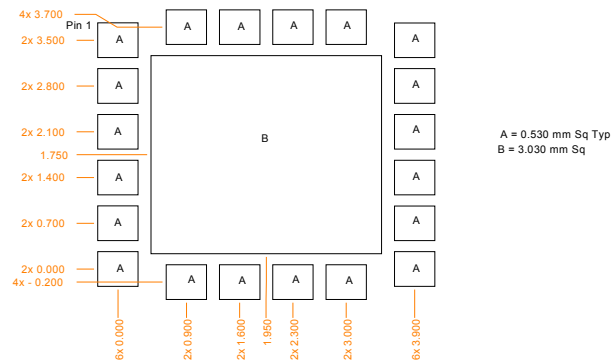 4x 3.700
Pin 1
A A A A
A A
2x 3.500
2x 2.800
A A
2x 2.100
A A
B
A = 0.530 mm Sq Typ
B = 3.030 mm Sq
1.750
2x 1.400
A A
2x 0.700
A A
2x 0.000
A A
4x - 0.200
A A A A
6x 0.000
2x 0.900
2x 1.600
1.950
2x 2.300
2x 3.000
6x 3.900